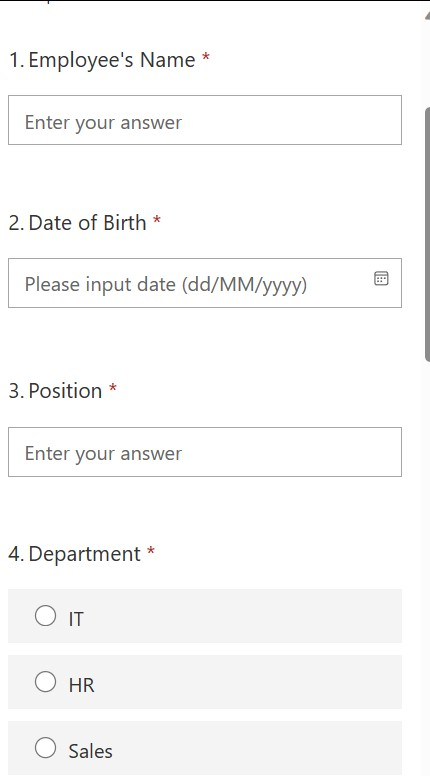 1. Employee's Name *
Enter your answer
2. Date of Birth *
Please input date (dd/MM/yyyy)
3. Position *
Enter your answer
4. Department *
IT
HR
Sales